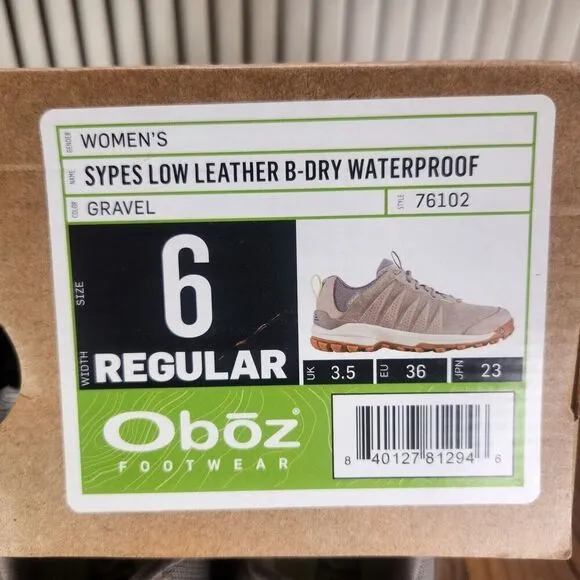 GENDER WOMEN'S
NAME SYPES LOW LEATHER B-DRY WATERPROOF
COLOR GRAVEL STYLE 76102
SIZE 6
WIDTH REGULAR
UK 3.5 EU 36 JPN 23
Obōz®
FOOTWEAR
8 40127 81294 6